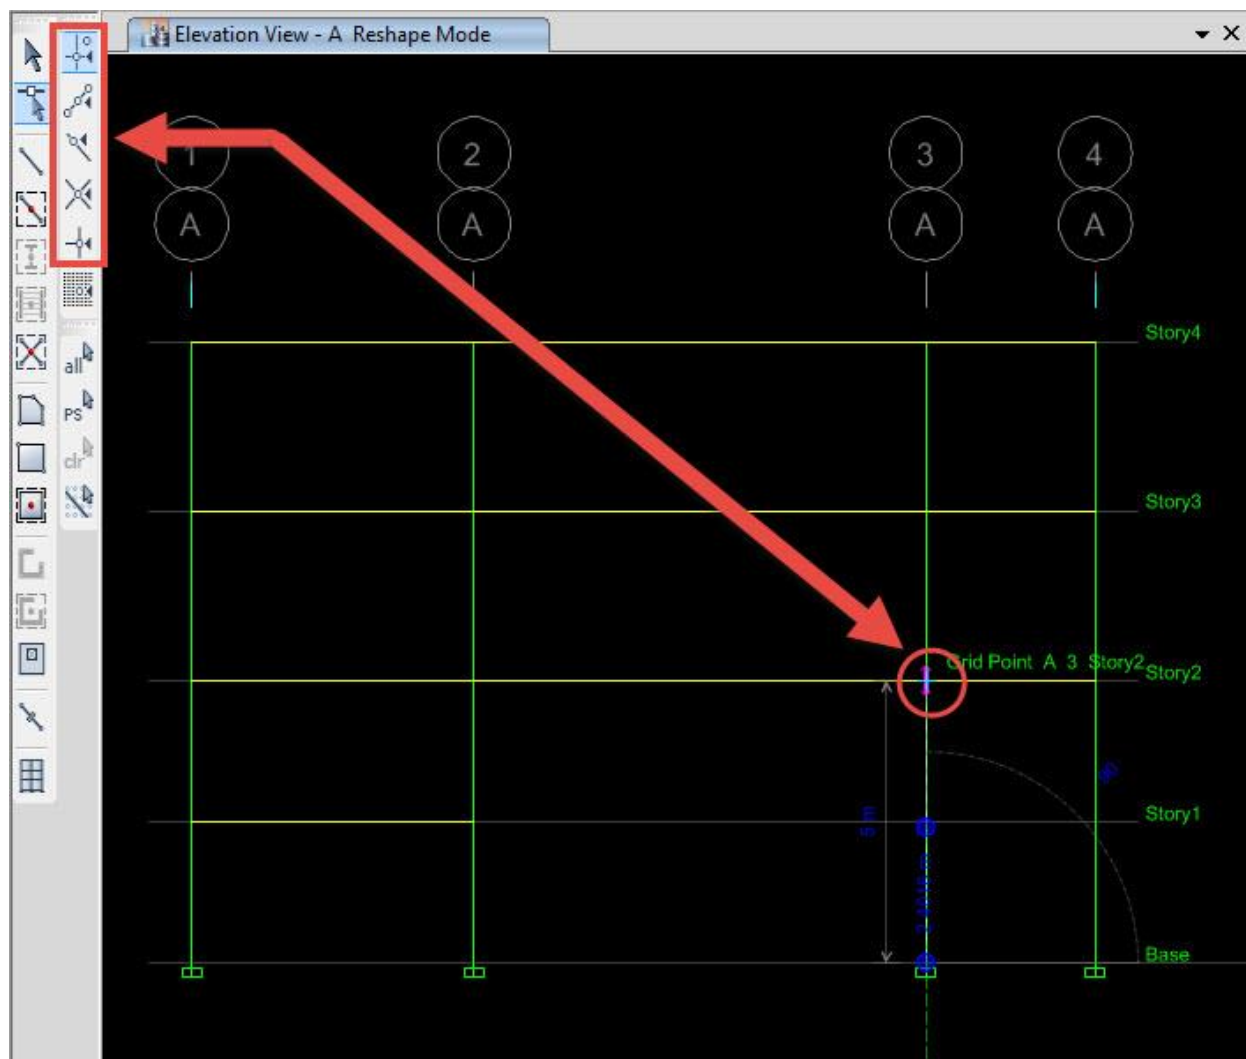 Elevation View - A Reshape Mode
1
2
3
4
A
A
A
A
all
PS
clr
Story4
Story3
Grid Point A 3 Story2
Story2
90
5 m
Story1
Base